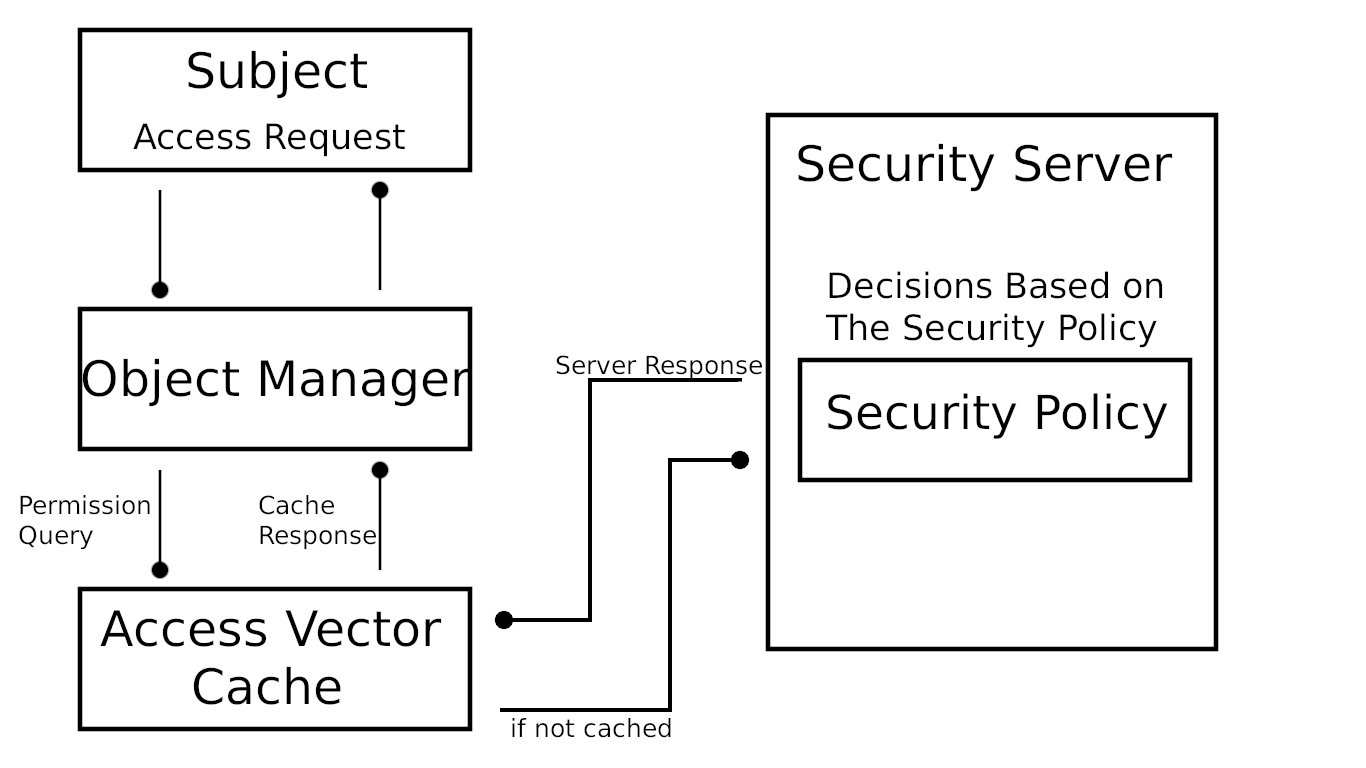 Subject
Access Request
Object Manager
Permission
Query
Cache
Response
Access Vector
Cache
Server Response
if not cached
Security Server
Decisions Based on
The Security Policy
Security Policy